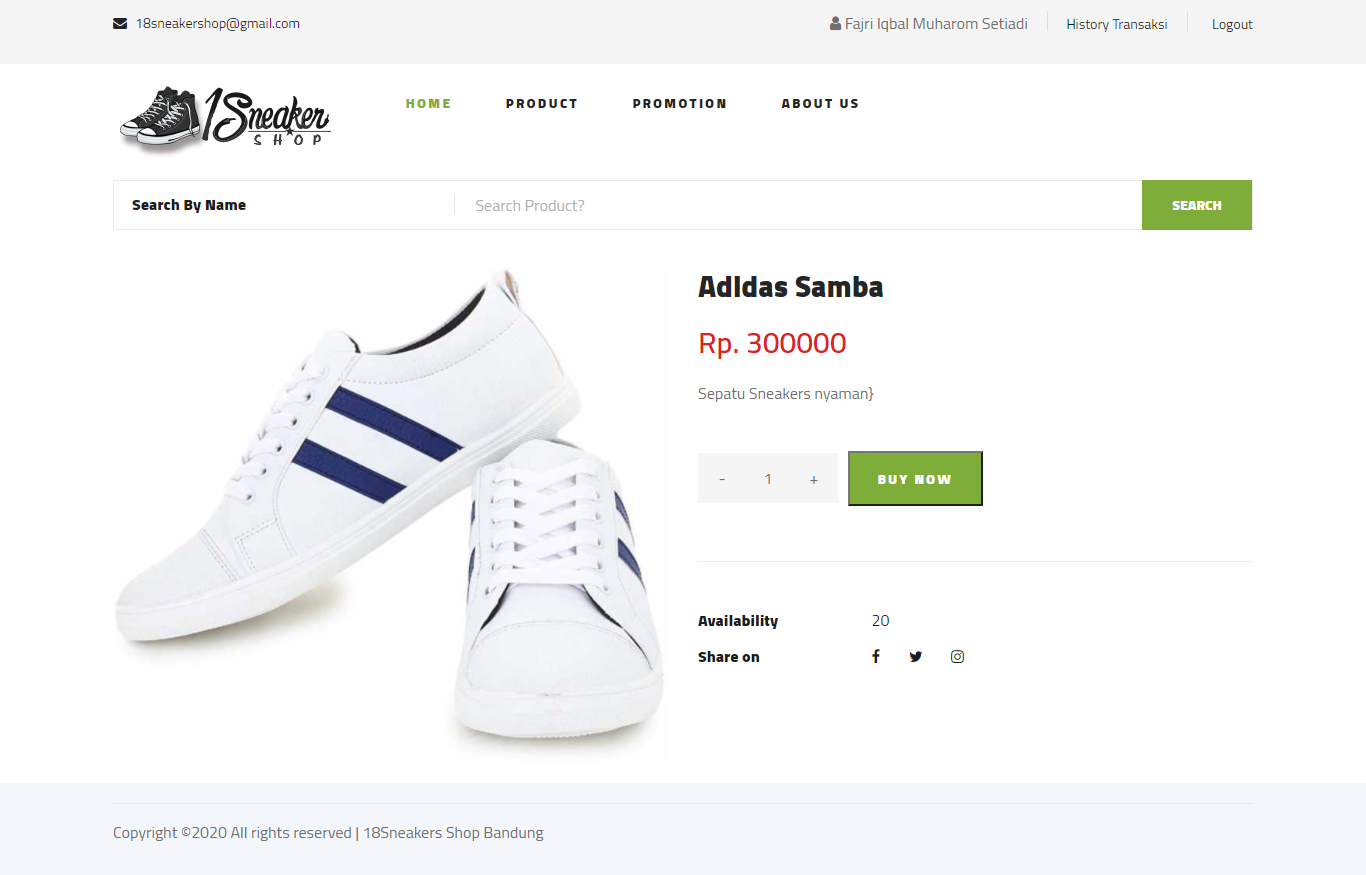 18sneakershop@gmail.com
Fajri Iqbal Muharom Setiadi
History Transaksi
Logout
1Sneaker
SHOP
HOME
PRODUCT
PROMOTION
ABOUT US
Search By Name
Search Product?
SEARCH
AdIdas Samba
Rp. 300000
Sepatu Sneakers nyaman}
- 1 +
BUY NOW
Availability 20
Share on
Copyright ©2020 All rights reserved | 18Sneakers Shop Bandung